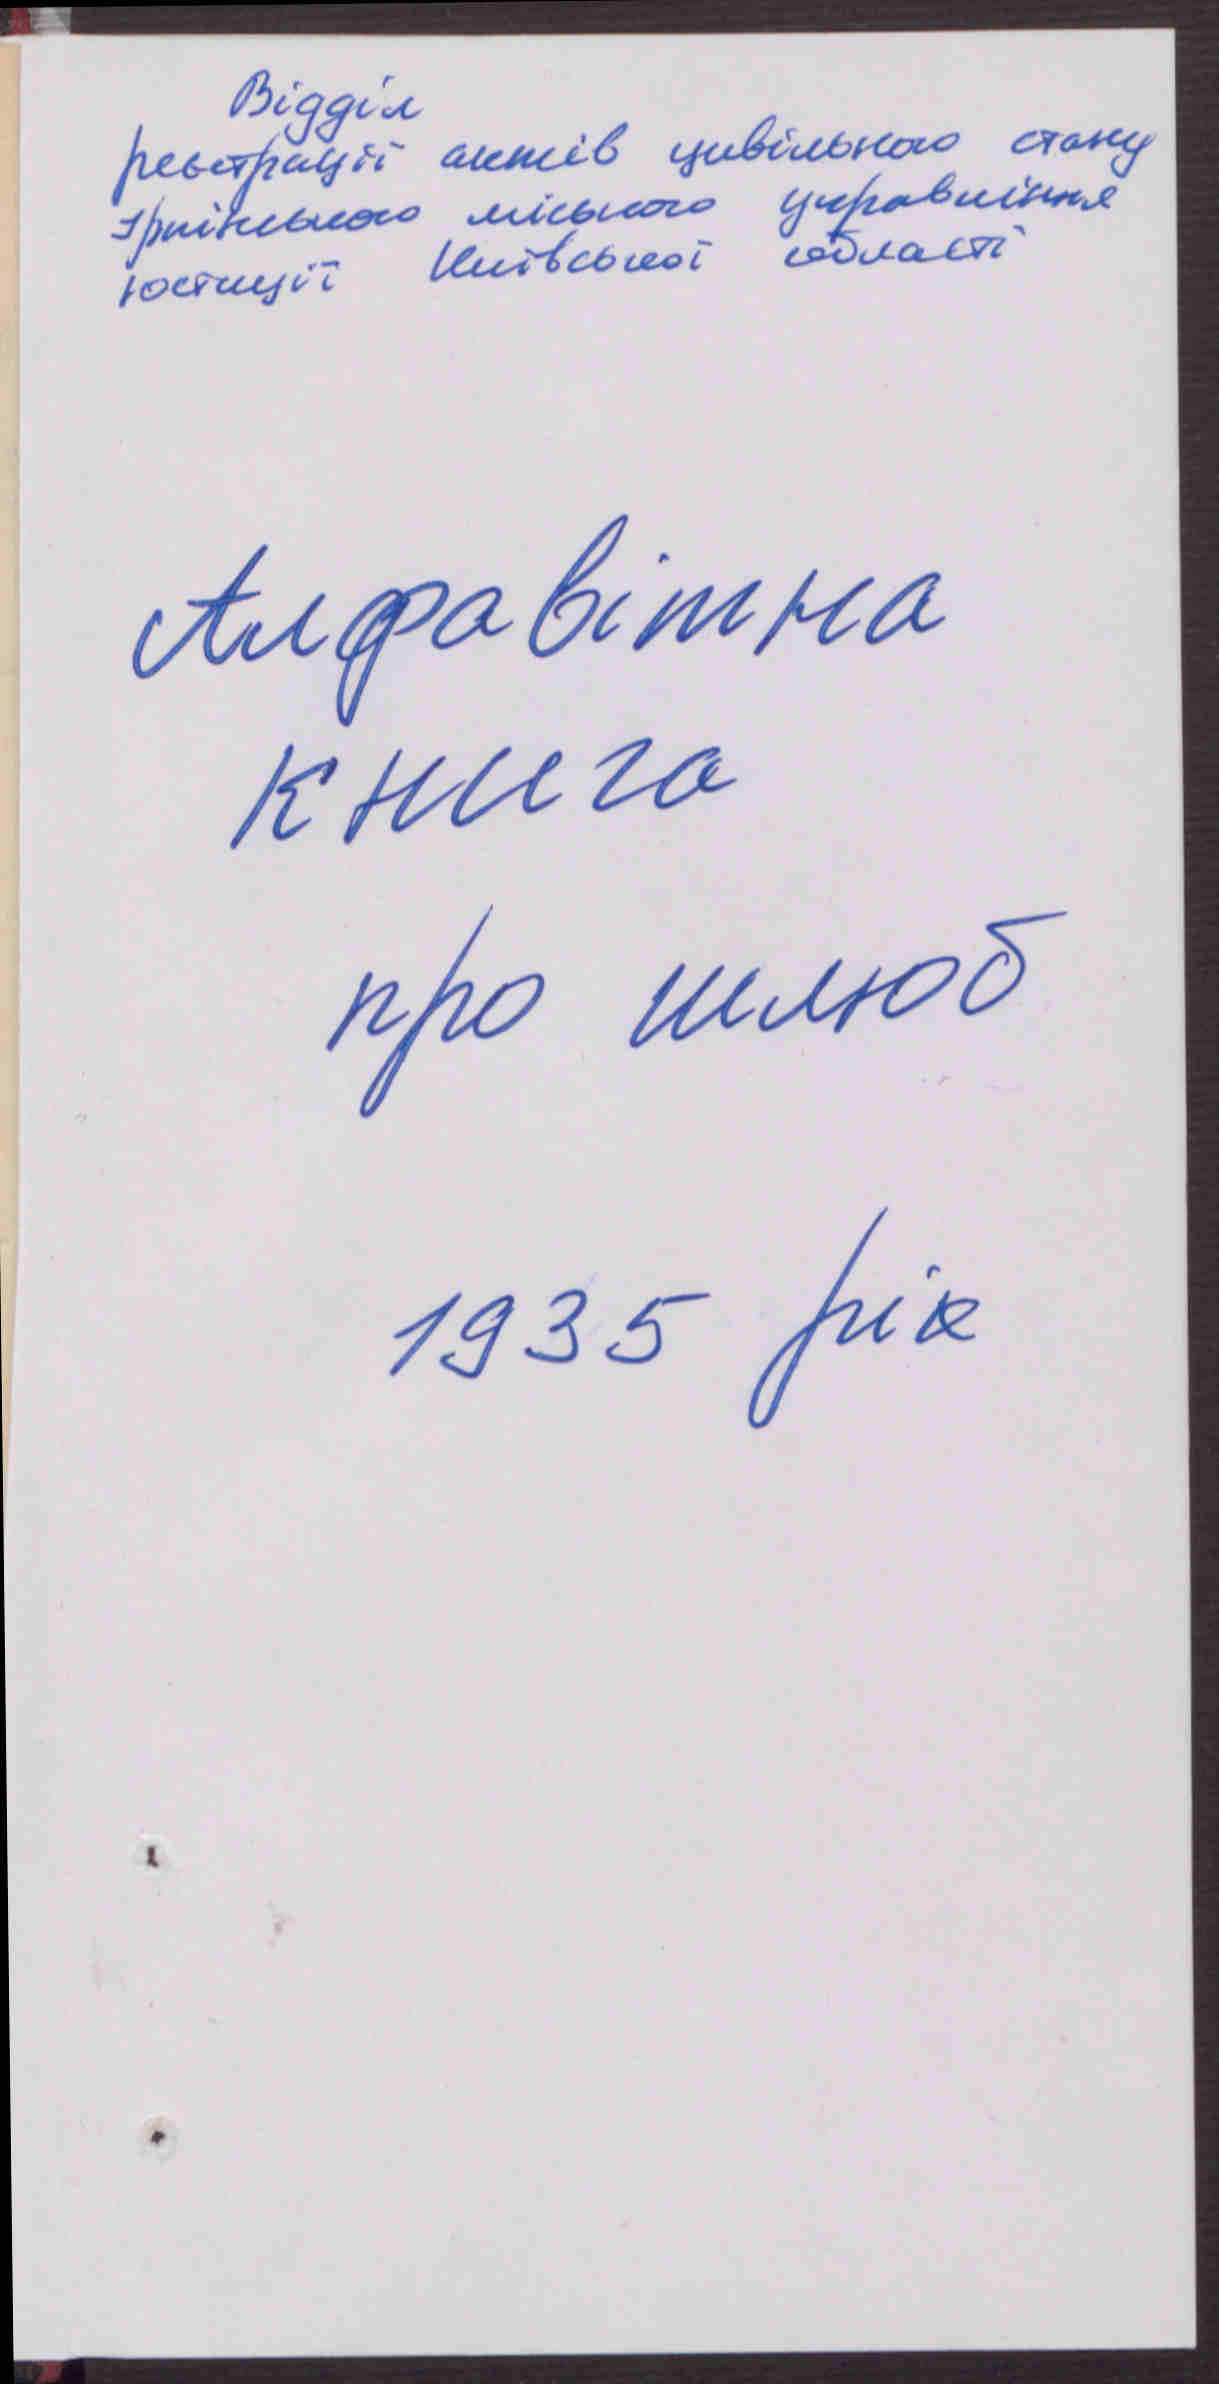 Відділ
реєстрації актів цивільного стану
Ірпінського міського управління
юстиції Київської області
Алфавітна
книга
про шлюб
1935 рік